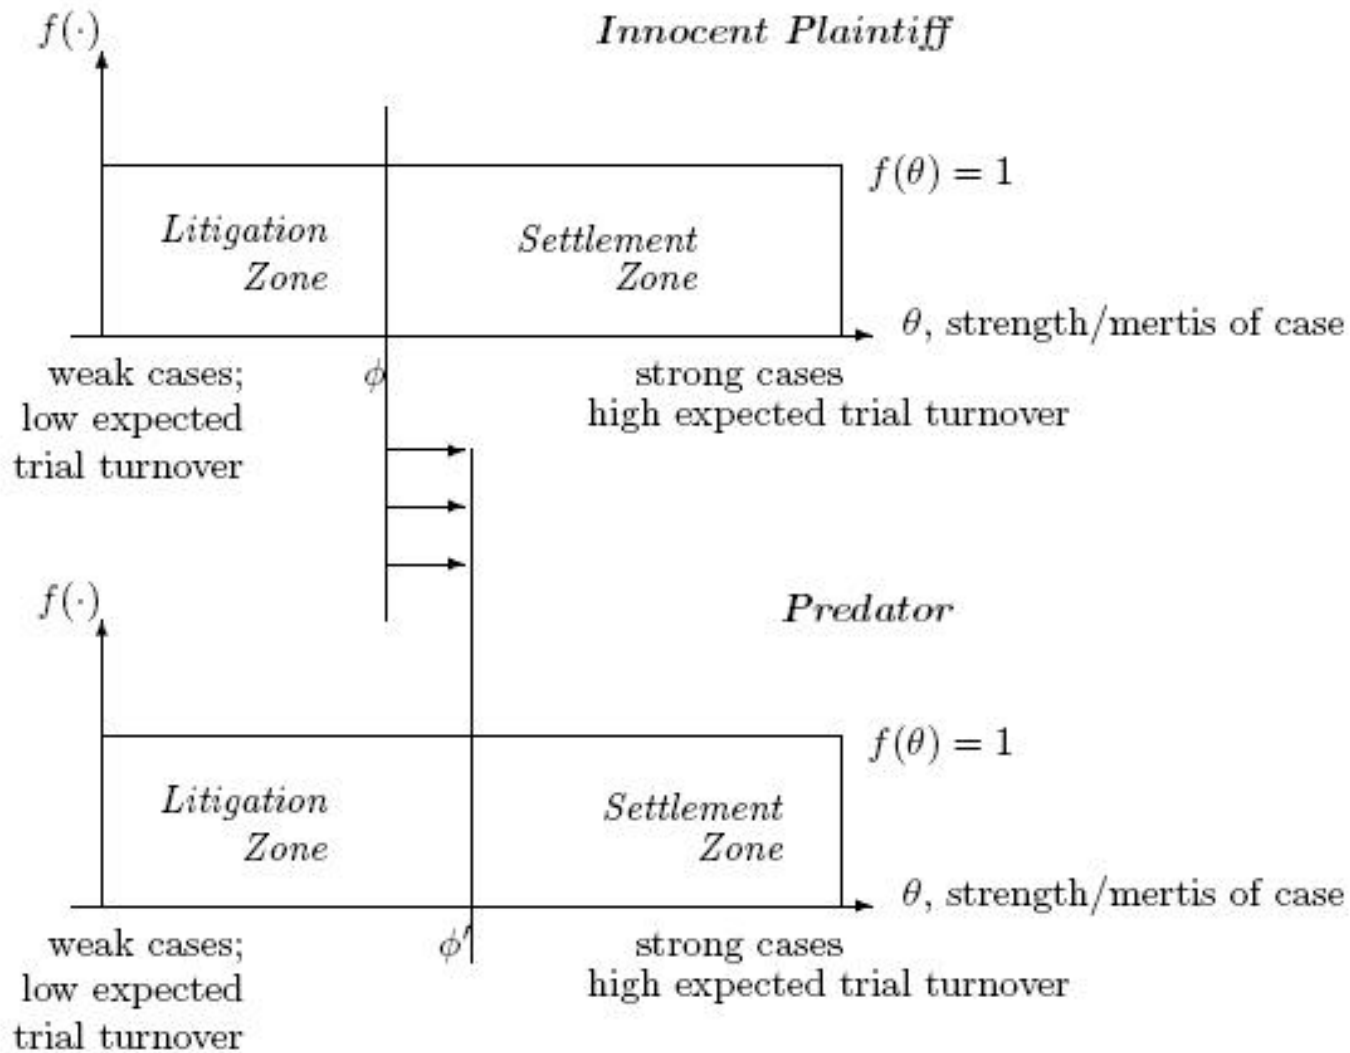 f(·)
Innocent Plaintiff
f(θ) = 1
Litigation
Zone
Settlement
Zone
θ, strength/mertis of case
weak cases;
low expected
trial turnover
ϕ
strong cases
high expected trial turnover
f(·)
Predator
f(θ) = 1
Litigation
Zone
Settlement
Zone
θ, strength/mertis of case
weak cases;
low expected
trial turnover
ϕ′
strong cases
high expected trial turnover